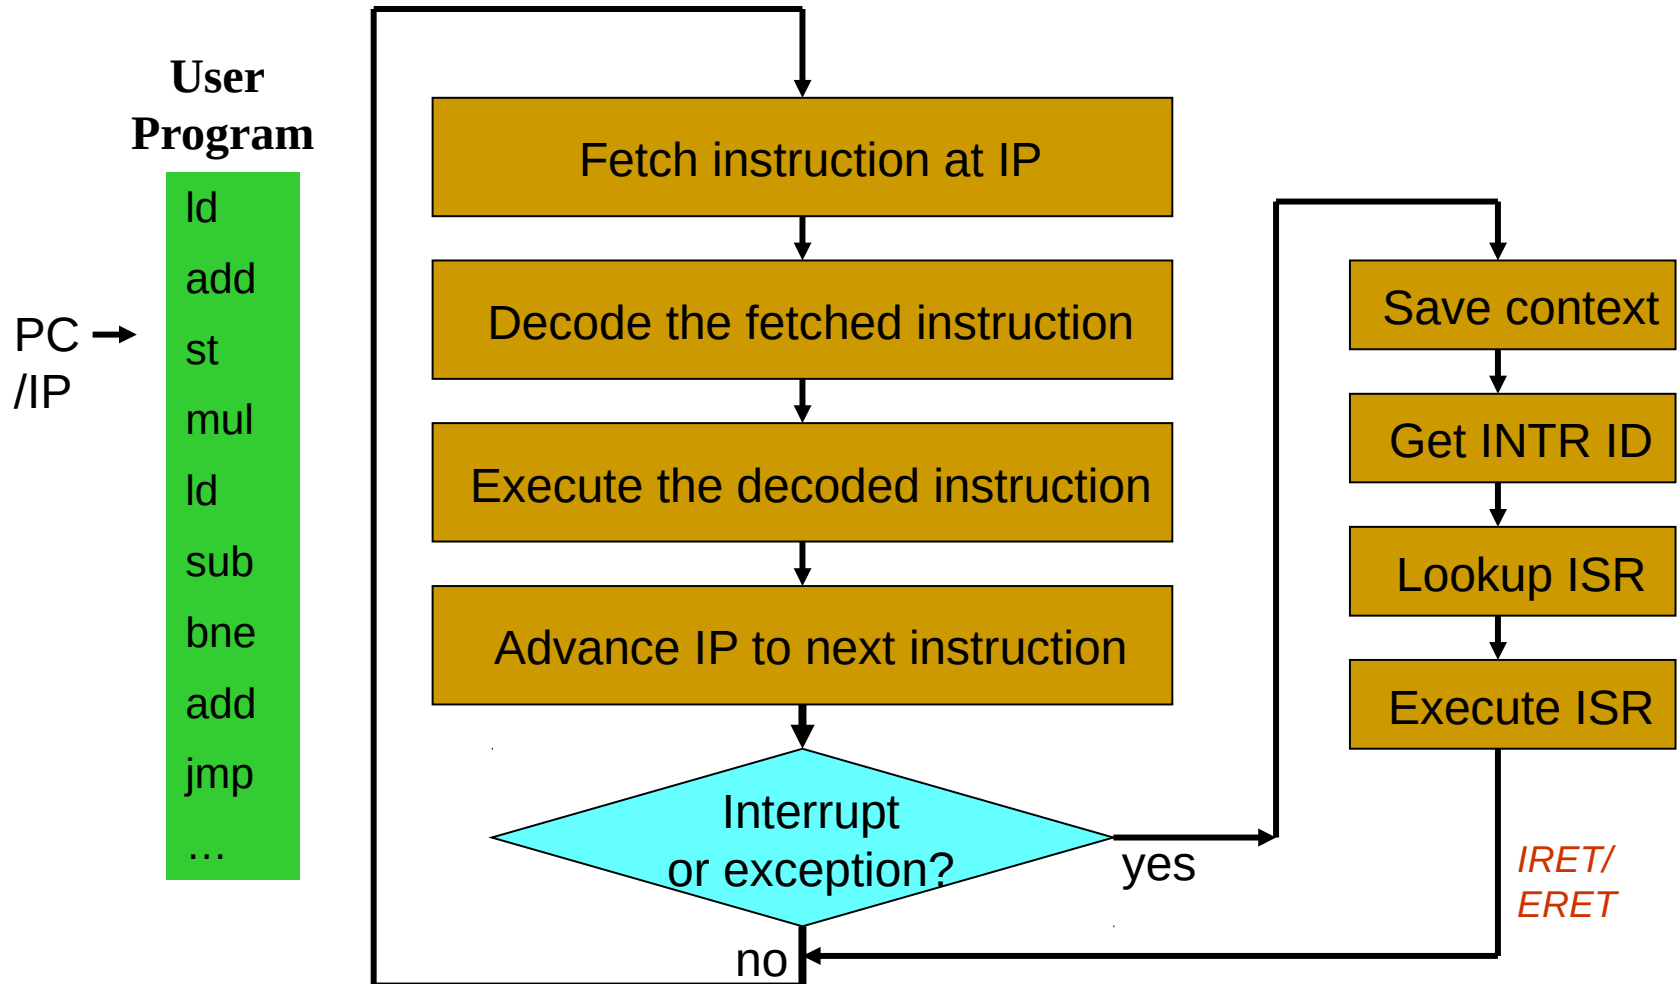 User
Program
ld
add
st
mul
ld
sub
bne
add
jmp
…
PC
/IP
Fetch instruction at IP
Decode the fetched instruction
Execute the decoded instruction
Advance IP to next instruction
Interrupt
or exception?
yes
no
Save context
Get INTR ID
Lookup ISR
Execute ISR
IRET/
ERET